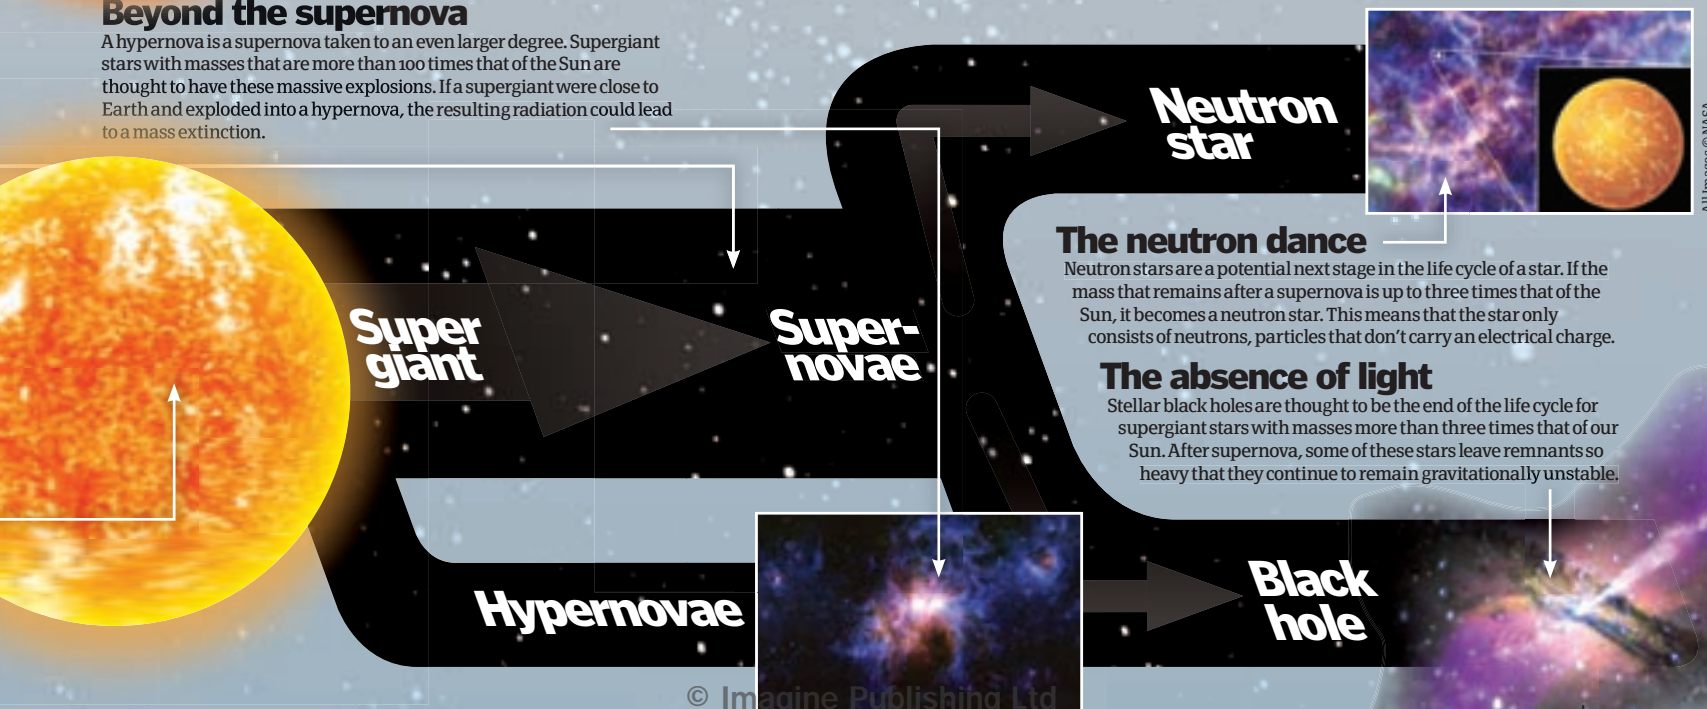 Beyond the supernova
A hypernova is a supernova taken to an even larger degree. Supergiant
stars with masses that are more than 100 times that of the Sun are
thought to have these massive explosions. If a supergiant were close to
Earth and exploded into a hypernova, the resulting radiation could lead
to a mass extinction.
Super
giant
Super-
novae
Hypernovae
Neutron
star
All Images © NASA
The neutron dance
Neutron stars are a potential next stage in the life cycle of a star. If the
mass that remains after a supernova is up to three times that of the
Sun, it becomes a neutron star. This means that the star only
consists of neutrons, particles that don't carry an electrical charge.
The absence of light
Stellar black holes are thought to be the end of the life cycle for
supergiant stars with masses more than three times that of our
Sun. After supernova, some of these stars leave remnants so
heavy that they continue to remain gravitationally unstable.
Black
hole
© Imagine Publishing Ltd